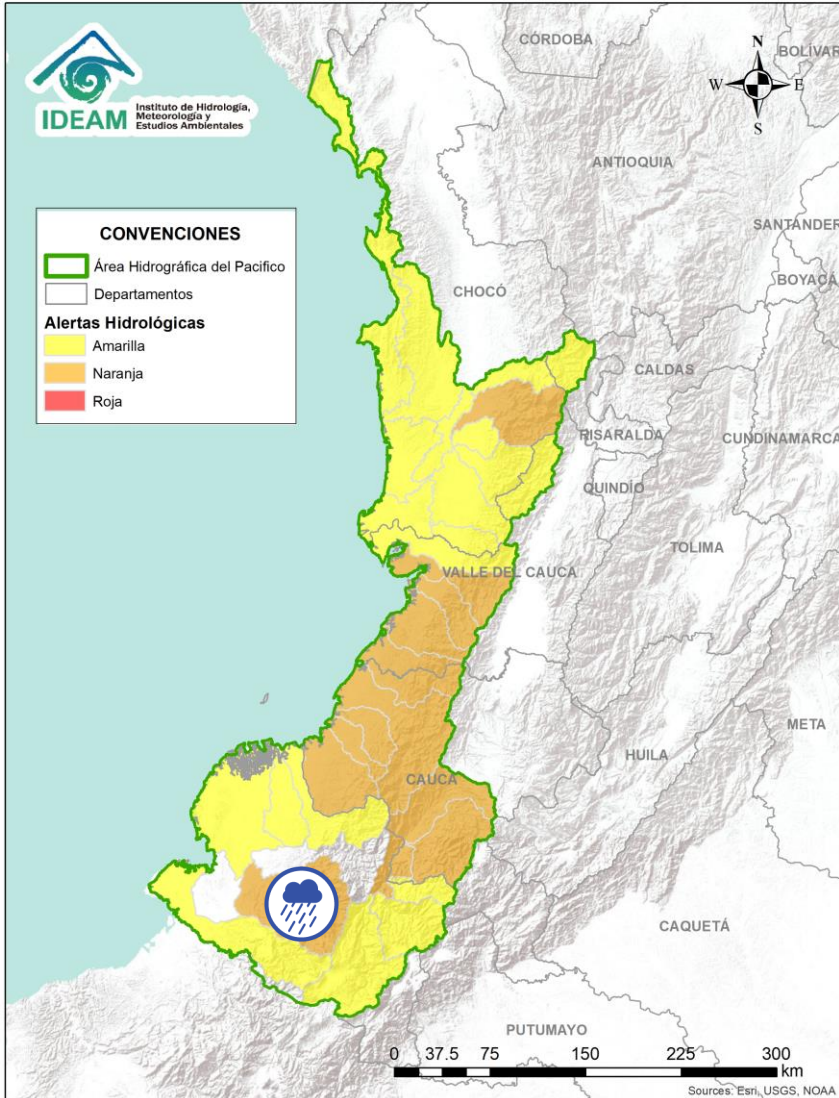 IDEAM
Instituto de Hidrología,
Meteorología y
Estudios Ambientales
CONVENCIONES
Área Hidrográfica del Pacifico
Departamentos
Alertas Hidrológicas
Amarilla
Naranja
Roja
N
W
E
S
CÓRDOBA
BOLÍVAR
ANTIOQUIA
SANTANDER
BOYACÁ
CHOCÓ
CALDAS
RISARALDA
CUNDINAMARCA
QUINDÍO
TOLIMA
VALLE DEL CAUCA
META
HUILA
CAUCA
CAQUETÁ
PUTUMAYO
0 37.5 75 150 225 300
km
Sources: Esri, USGS, NOAA